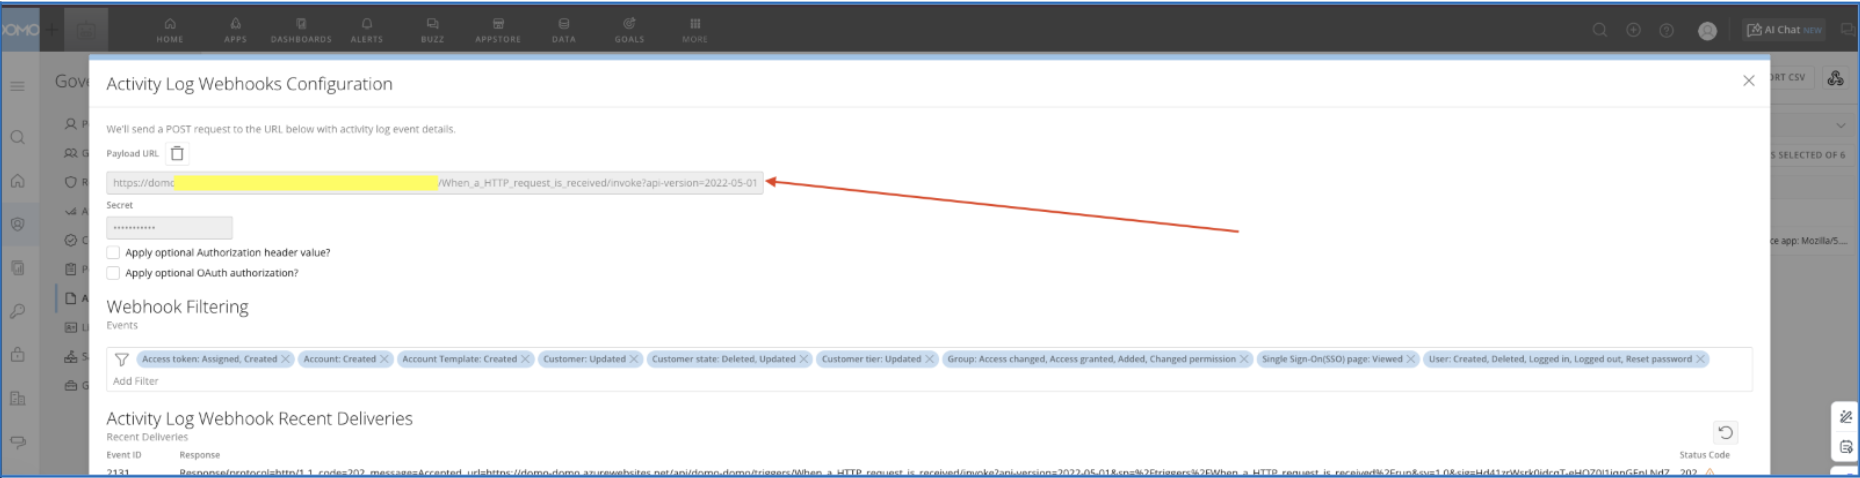 DOMO
HOME
APPS
DASHBOARDS
ALERTS
BUZZ
APPSTORE
DATA
GOALS
MORE
AI Chat NEW
Gove
Activity Log Webhooks Configuration
ORT CSV
We'll send a POST request to the URL below with activity log event details.
Payload URL
S SELECTED OF 6
https://domo /When_a_HTTP_request_is_received/invoke?api-version=2022-05-01
Secret
•••••••••••
ce app: Mozilla/5....
Apply optional Authorization header value?
Apply optional OAuth authorization?
Webhook Filtering
Events
Access token: Assigned, Created
Account: Created
Account Template: Created
Customer: Updated
Customer state: Deleted, Updated
Customer tier: Updated
Group: Access changed, Access granted, Added, Changed permission
Single Sign-On(SSO) page: Viewed
User: Created, Deleted, Logged in, Logged out, Reset password
Add Filter
Activity Log Webhook Recent Deliveries
Recent Deliveries
Event ID Response Status Code
2131 Response{protocol=http/1.1, code=202, message=Accepted, url=https://domo-domo.azurewebsites.net/api/domo-domo/triggers/When_a_HTTP_request_is_received/invoke?api-version=2022-05-01&sp=%2Ftriggers%2FWhen_a_HTTP_request_is_received%2Frun&sv=1.0& 202